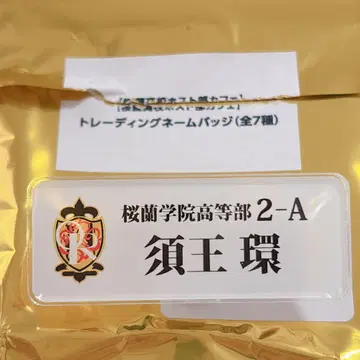 トレーディングネームバッジ(全7種)
桜蘭学院高等部 2-A
須王 環